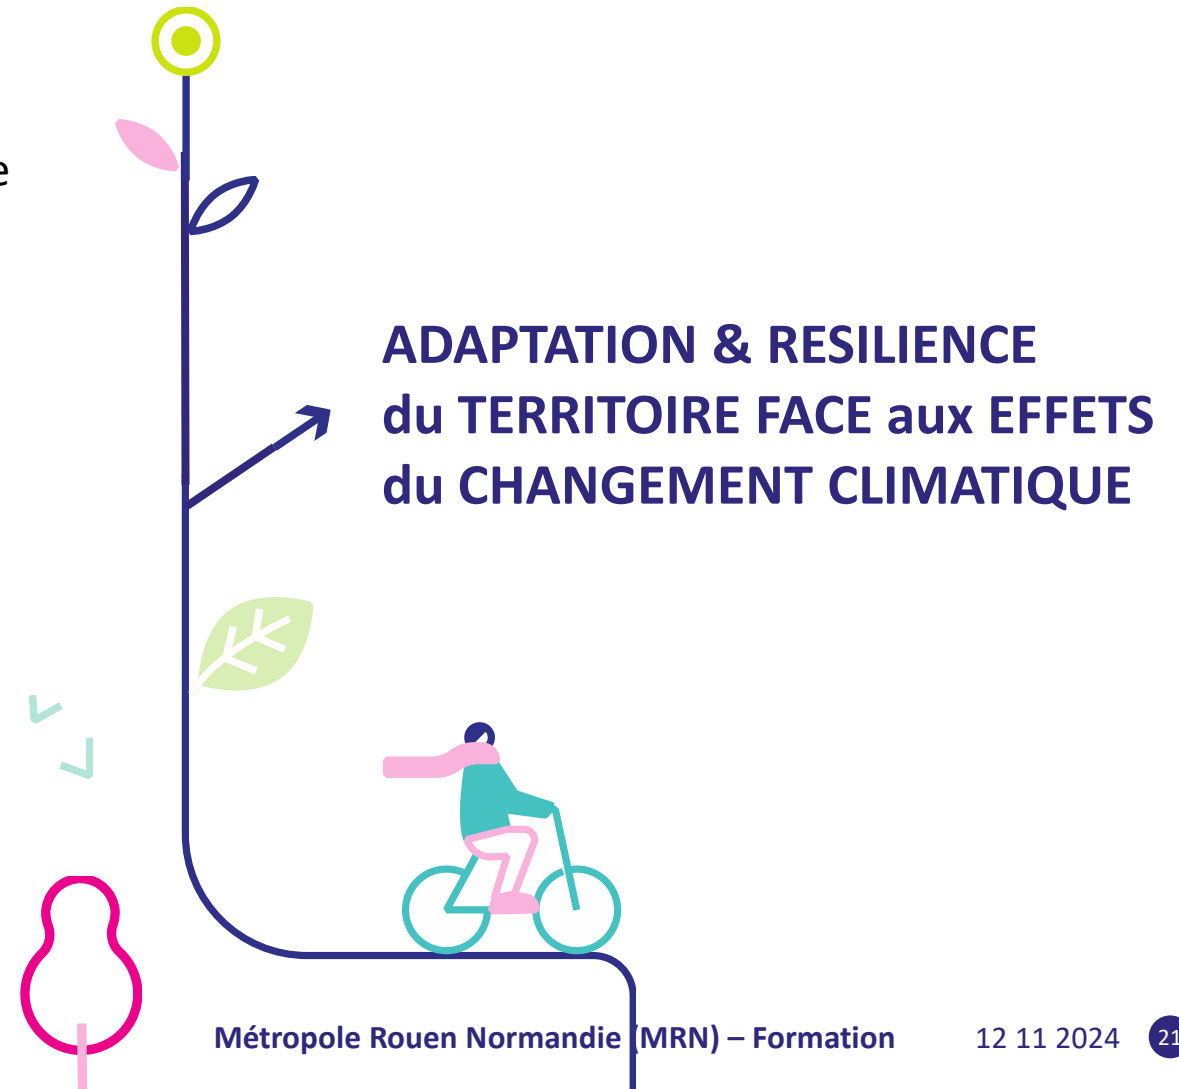 e
ADAPTATION & RESILIENCE
du TERRITOIRE FACE aux EFFETS
du CHANGEMENT CLIMATIQUE
Métropole Rouen Normandie (MRN) – Formation 12 11 2024 21